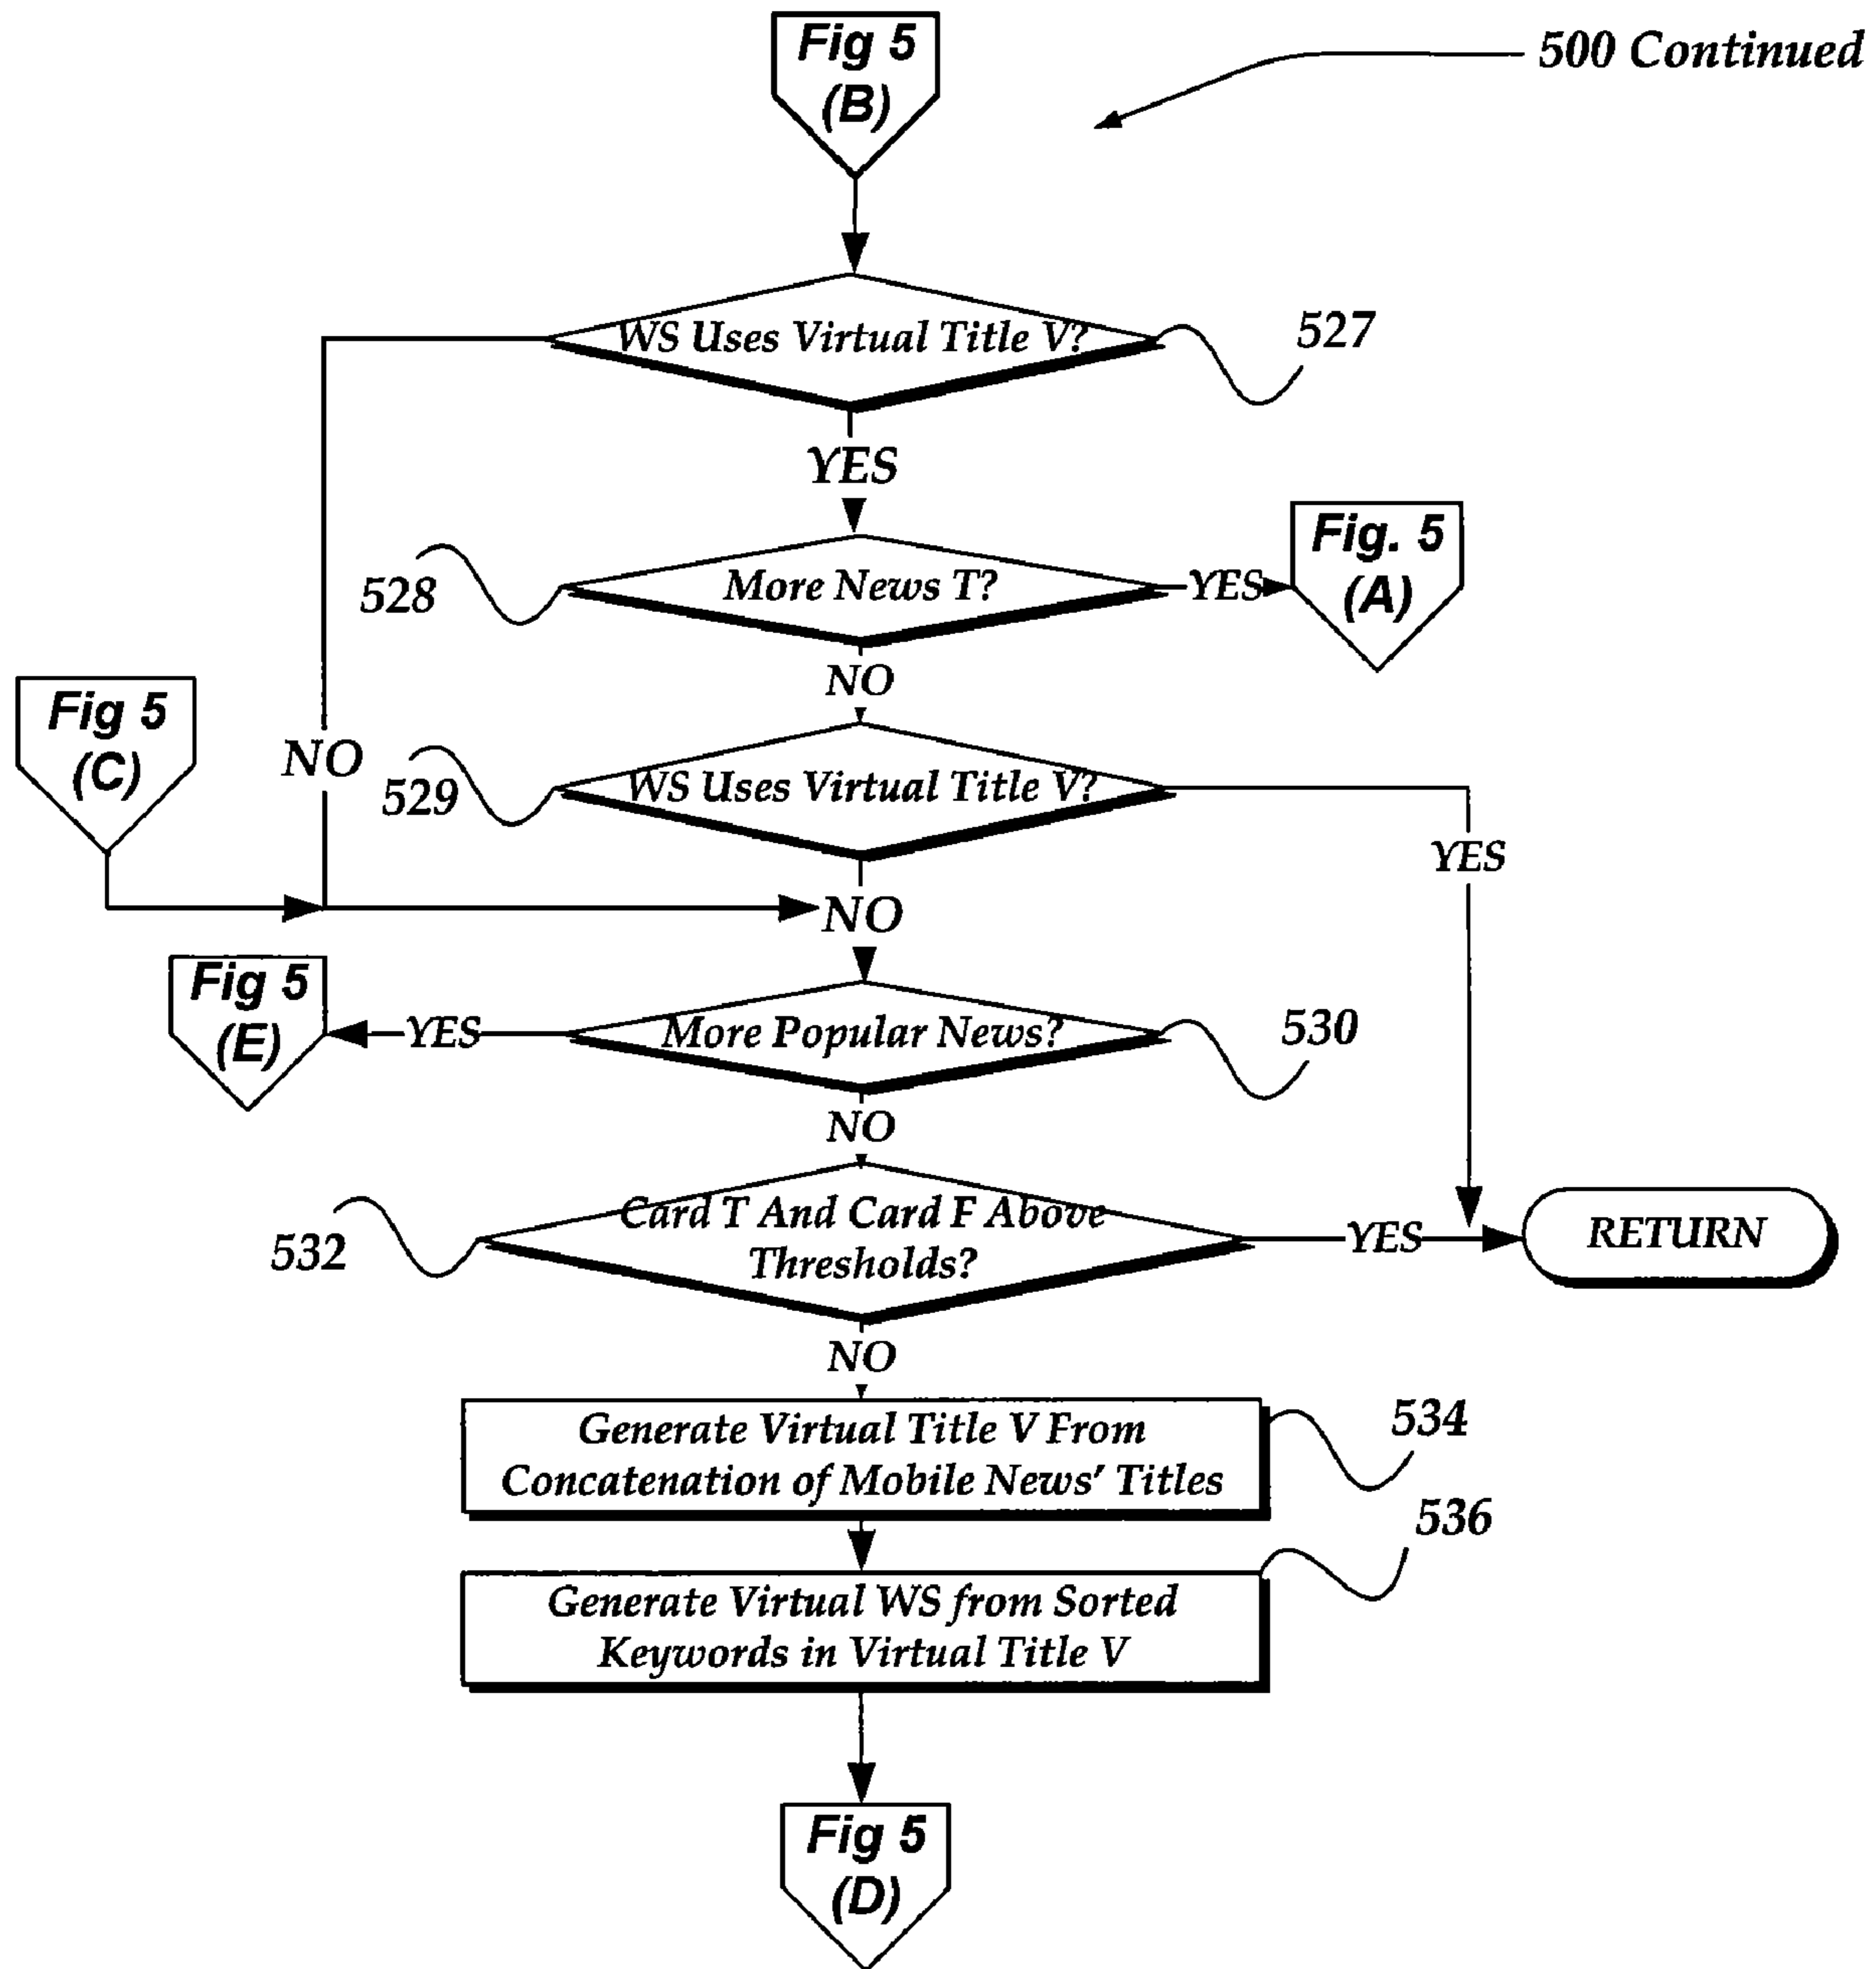 Fig 5
(B)
500 Continued
WS Uses Virtual Title V?
527
YES
528
More News T?
YES
Fig. 5
(A)
NO
Fig 5
(C)
NO
529
WS Uses Virtual Title V?
YES
NO
Fig 5
(E)
YES
More Popular News?
530
NO
532
Card T And Card F Above
Thresholds?
YES
RETURN
NO
Generate Virtual Title V From
Concatenation of Mobile News' Titles
534
536
Generate Virtual WS from Sorted
Keywords in Virtual Title V
Fig 5
(D)